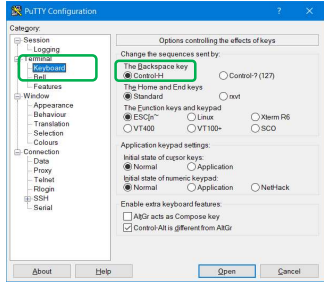 PuTTY Configuration
? X
Category:
Session
Logging
Terminal
Keyboard
Bell
Features
Window
Appearance
Behaviour
Translation
Selection
Colours
Connection
Data
Proxy
Telnet
Rlogin
SSH
Serial
Options controlling the effects of keys
Change the sequences sent by:
The Backspace key
Control-H Control-? (127)
The Home and End keys
Standard rxvt
The Function keys and keypad
ESC[n~ Linux Xterm R6
VT400 VT100+ SCO
Application keypad settings:
Initial state of cursor keys:
Normal Application
Initial state of numeric keypad:
Normal Application NetHack
Enable extra keyboard features:
AltGr acts as Compose key
Control-Alt is different from AltGr
About Help Open Cancel